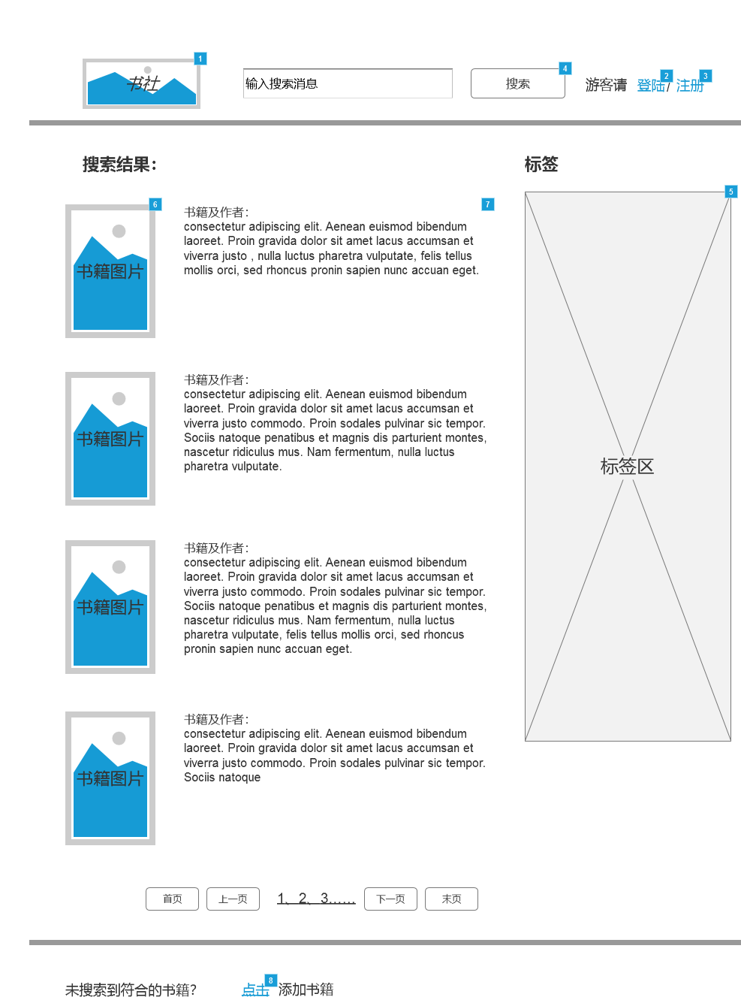 1
书社
输入搜索消息
搜索
4
游客请 登陆/ 注册
2
3
搜索结果：
标签
5
标签区
6
书籍图片
7
书籍及作者：
consectetur adipiscing elit. Aenean euismod bibendum
laoreet. Proin gravida dolor sit amet lacus accumsan et
viverra justo , nulla luctus pharetra vulputate, felis tellus
mollis orci, sed rhoncus pronin sapien nunc accuan eget.
书籍图片
书籍及作者：
consectetur adipiscing elit. Aenean euismod bibendum
laoreet. Proin gravida dolor sit amet lacus accumsan et
viverra justo commodo. Proin sodales pulvinar sic tempor.
Sociis natoque penatibus et magnis dis parturient montes,
nascetur ridiculus mus. Nam fermentum, nulla luctus
pharetra vulputate.
书籍图片
书籍及作者：
consectetur adipiscing elit. Aenean euismod bibendum
laoreet. Proin gravida dolor sit amet lacus accumsan et
viverra justo commodo. Proin sodales pulvinar sic tempor.
Sociis natoque penatibus et magnis dis parturient montes,
nascetur ridiculus mus. Nam fermentum, nulla luctus
pharetra vulputate, felis tellus mollis orci, sed rhoncus
pronin sapien nunc accuan eget.
书籍图片
书籍及作者：
consectetur adipiscing elit. Aenean euismod bibendum
laoreet. Proin gravida dolor sit amet lacus accumsan et
viverra justo commodo. Proin sodales pulvinar sic tempor.
Sociis natoque
首页 上一页 1、2、3…… 下一页 末页
未搜索到符合的书籍？ 点击 添加书籍
8